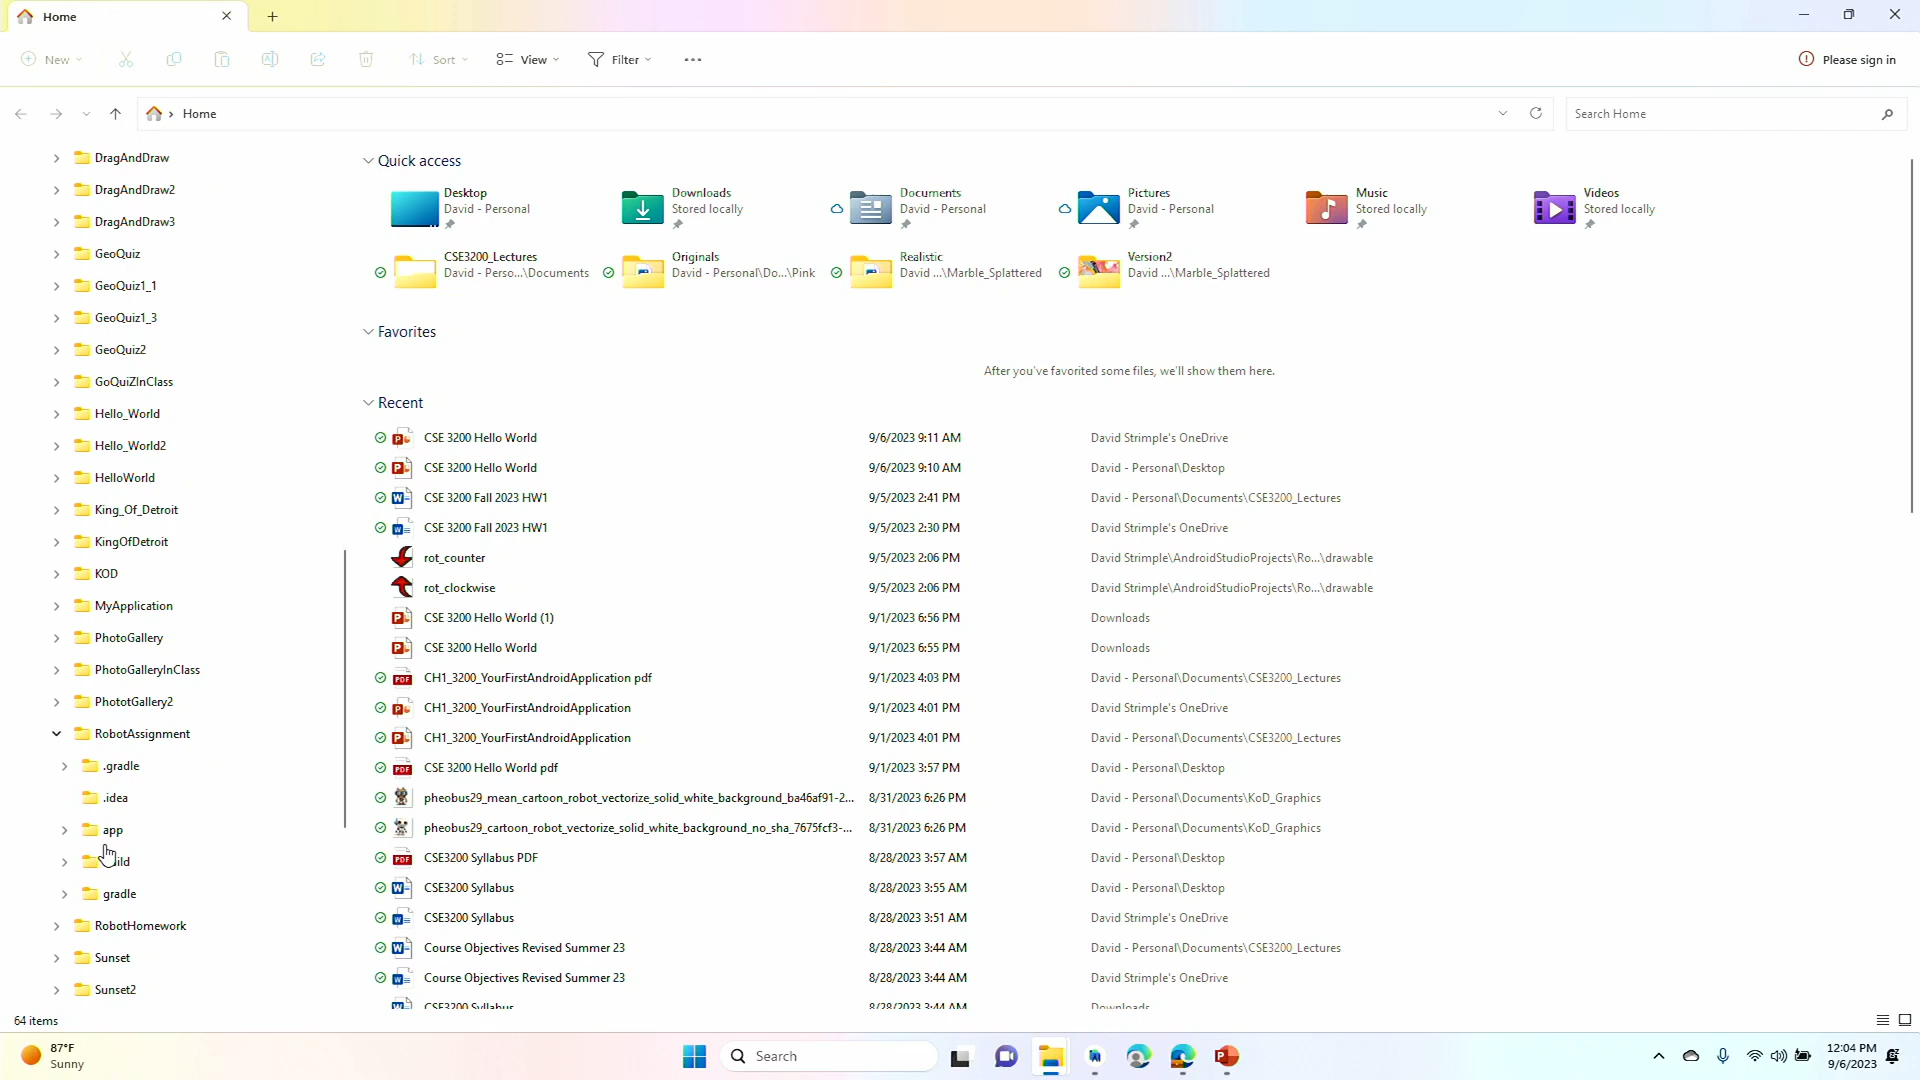 Home
New
Sort
View
Filter
Please sign in
Home
Search Home
DragAndDraw
DragAndDraw2
DragAndDraw3
GeoQuiz
GeoQuiz1_1
GeoQuiz1_3
GeoQuiz2
GoQuiZInClass
Hello_World
Hello_World2
HelloWorld
King_Of_Detroit
KingOfDetroit
KOD
MyApplication
PhotoGallery
PhotoGalleryInClass
PhototGallery2
RobotAssignment
.gradle
.idea
app
gradle
RobotHomework
Sunset
Sunset2
Quick access
Desktop
David - Personal
Downloads
Stored locally
Documents
David - Personal
Pictures
David - Personal
Music
Stored locally
Videos
Stored locally
CSE3200_Lectures
David - Perso...\Documents
Originals
David - Personal\Do...\Pink
Realistic
David ...\Marble_Splattered
Version2
David ...\Marble_Splattered
Favorites
After you've favorited some files, we'll show them here.
Recent
CSE 3200 Hello World 9/6/2023 9:11 AM David Strimple's OneDrive
CSE 3200 Hello World 9/6/2023 9:10 AM David - Personal\Desktop
CSE 3200 Fall 2023 HW1 9/5/2023 2:41 PM David - Personal\Documents\CSE3200_Lectures
CSE 3200 Fall 2023 HW1 9/5/2023 2:30 PM David Strimple's OneDrive
rot_counter 9/5/2023 2:06 PM David Strimple\AndroidStudioProjects\Ro...\drawable
rot_clockwise 9/5/2023 2:06 PM David Strimple\AndroidStudioProjects\Ro...\drawable
CSE 3200 Hello World (1) 9/1/2023 6:56 PM Downloads
CSE 3200 Hello World 9/1/2023 6:55 PM Downloads
CH1_3200_YourFirstAndroidApplication pdf 9/1/2023 4:03 PM David - Personal\Documents\CSE3200_Lectures
CH1_3200_YourFirstAndroidApplication 9/1/2023 4:01 PM David Strimple's OneDrive
CH1_3200_YourFirstAndroidApplication 9/1/2023 4:01 PM David - Personal\Documents\CSE3200_Lectures
CSE 3200 Hello World pdf 9/1/2023 3:57 PM David - Personal\Desktop
pheobus29_mean_cartoon_robot_vectorize_solid_white_background_ba46af91-2... 8/31/2023 6:26 PM David - Personal\Documents\KoD_Graphics
pheobus29_cartoon_robot_vectorize_solid_white_background_no_sha_7675fcf3-... 8/31/2023 6:26 PM David - Personal\Documents\KoD_Graphics
CSE3200 Syllabus PDF 8/28/2023 3:57 AM David - Personal\Desktop
CSE3200 Syllabus 8/28/2023 3:55 AM David - Personal\Desktop
CSE3200 Syllabus 8/28/2023 3:51 AM David Strimple's OneDrive
Course Objectives Revised Summer 23 8/28/2023 3:44 AM David - Personal\Documents\CSE3200_Lectures
Course Objectives Revised Summer 23 8/28/2023 3:44 AM David Strimple's OneDrive
CSE3200 Syllabus 8/28/2023 3:44 AM Downloads
64 items
87°F
Sunny
Search
12:04 PM
9/6/2023